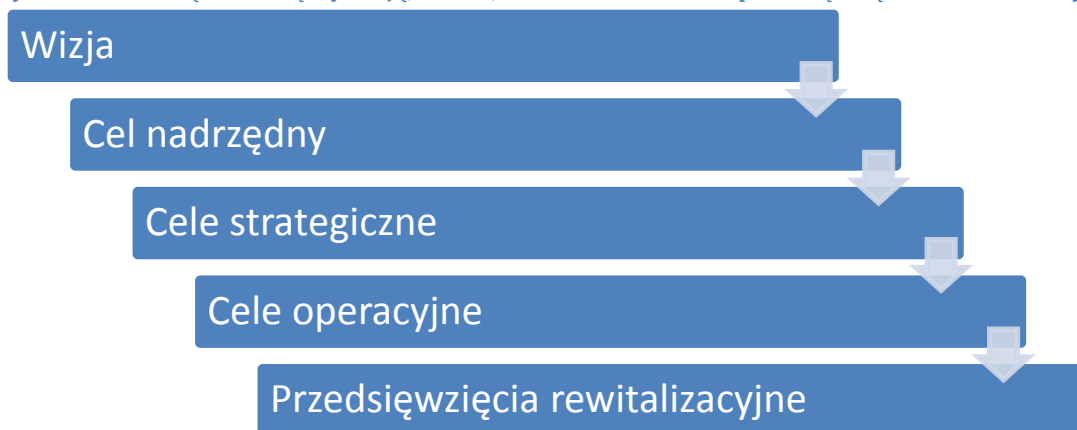 Wizja
Cel nadrzędny
Cele strategiczne
Cele operacyjne
Przedsięwzięcia rewitalizacyjne